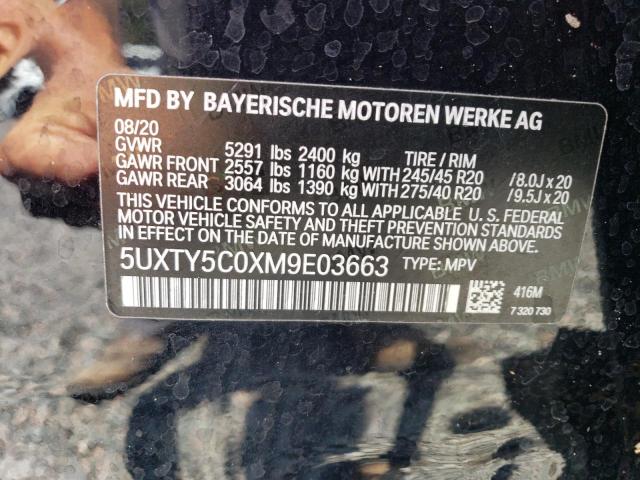 MFD BY BAYERISCHE MOTOREN WERKE AG
08/20
GVWR 5291 lbs 2400 kg TIRE / RIM
GAWR FRONT 2557 lbs 1160 kg WITH 245/45 R20 /8.0J x 20
GAWR REAR 3064 lbs 1390 kg WITH 275/40 R20 /9.5J x 20
THIS VEHICLE CONFORMS TO ALL APPLICABLE U. S. FEDERAL
MOTOR VEHICLE SAFETY AND THEFT PREVENTION STANDARDS
IN EFFECT ON THE DATE OF MANUFACTURE SHOWN ABOVE.
5UXTY5C0XM9E03663 TYPE: MPV
416M
7 320 730